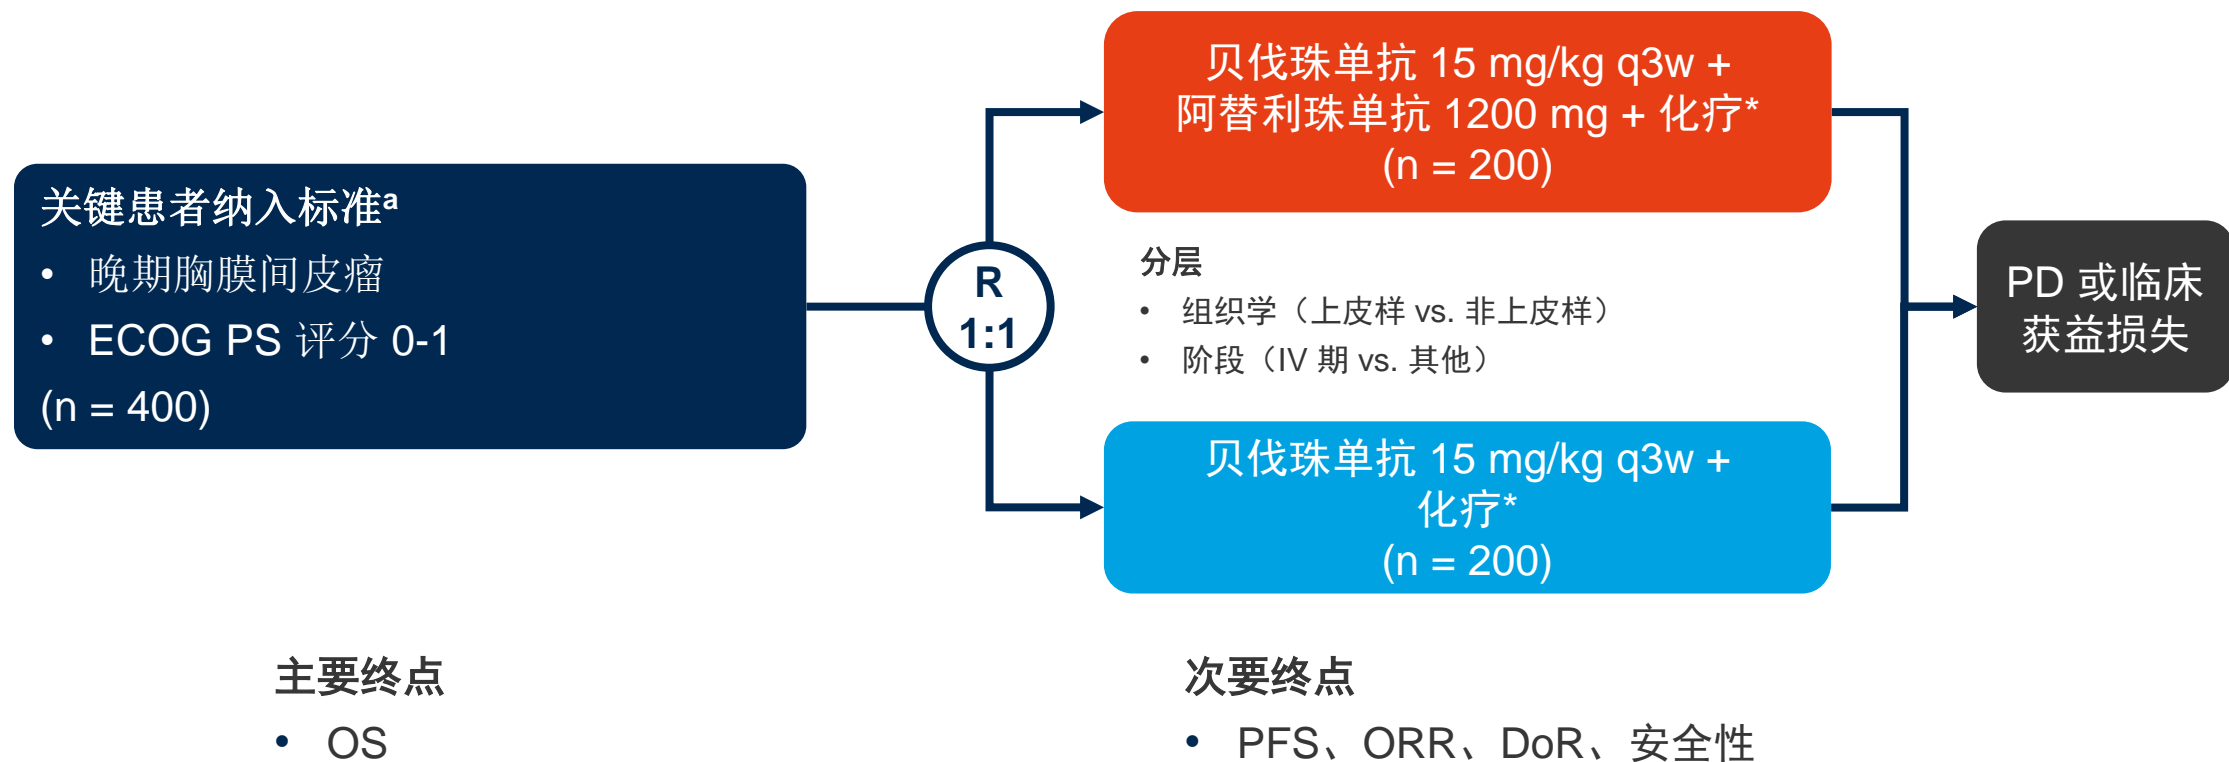 关键患者纳入标准a
• 晚期胸膜间皮瘤
• ECOG PS 评分 0-1
(n = 400)
R
1:1
贝伐珠单抗 15 mg/kg q3w +
阿替利珠单抗 1200 mg + 化疗*
(n = 200)
分层
• 组织学（上皮样 vs. 非上皮样）
• 阶段（IV 期 vs. 其他）
贝伐珠单抗 15 mg/kg q3w +
化疗*
(n = 200)
PD 或临床
获益损失
主要终点
• OS
次要终点
• PFS、ORR、DoR、安全性